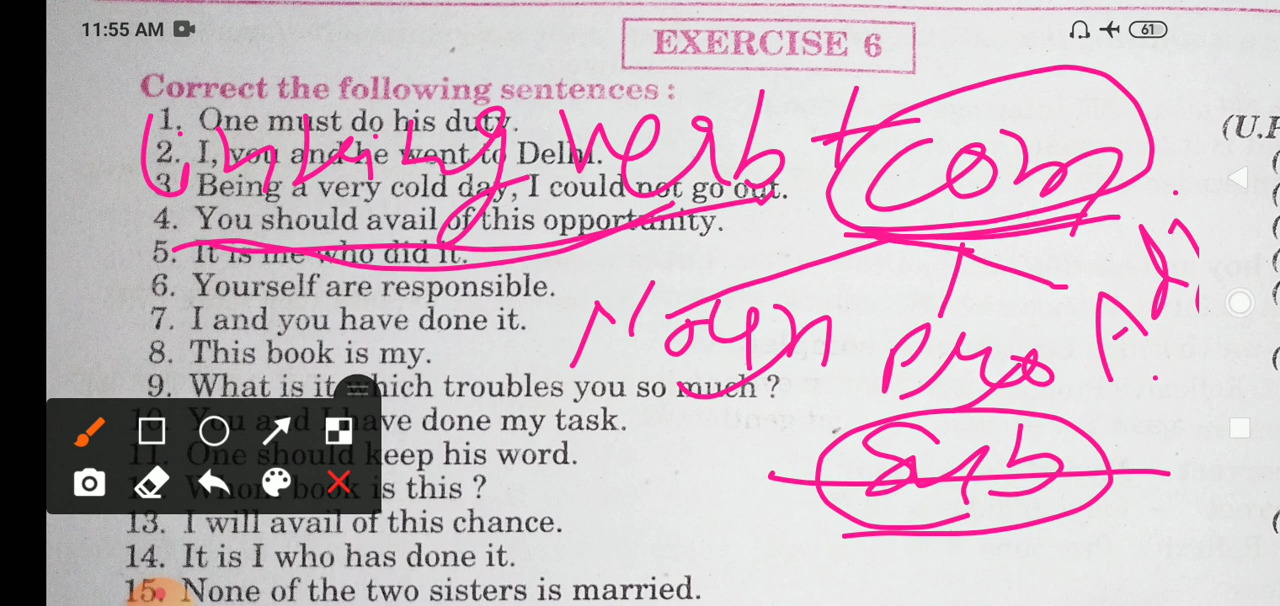 11:55 AM
61
EXERCISE 6
Correct the following sentences :
1. One must do his duty.
2. I, you and he went to Delhi.
3. Being a very cold day, I could not go out.
4. You should avail of this opportunity.
5. It is me who did it.
6. Yourself are responsible.
7. I and you have done it.
8. This book is my.
9. What is it which troubles you so much ?
10. You and I have done my task.
11. One should keep his word.
12. Whom book is this ?
13. I will avail of this chance.
14. It is I who has done it.
15. None of the two sisters is married.
Linking verb + com
Noun Pro Adj
Sub
(U.P